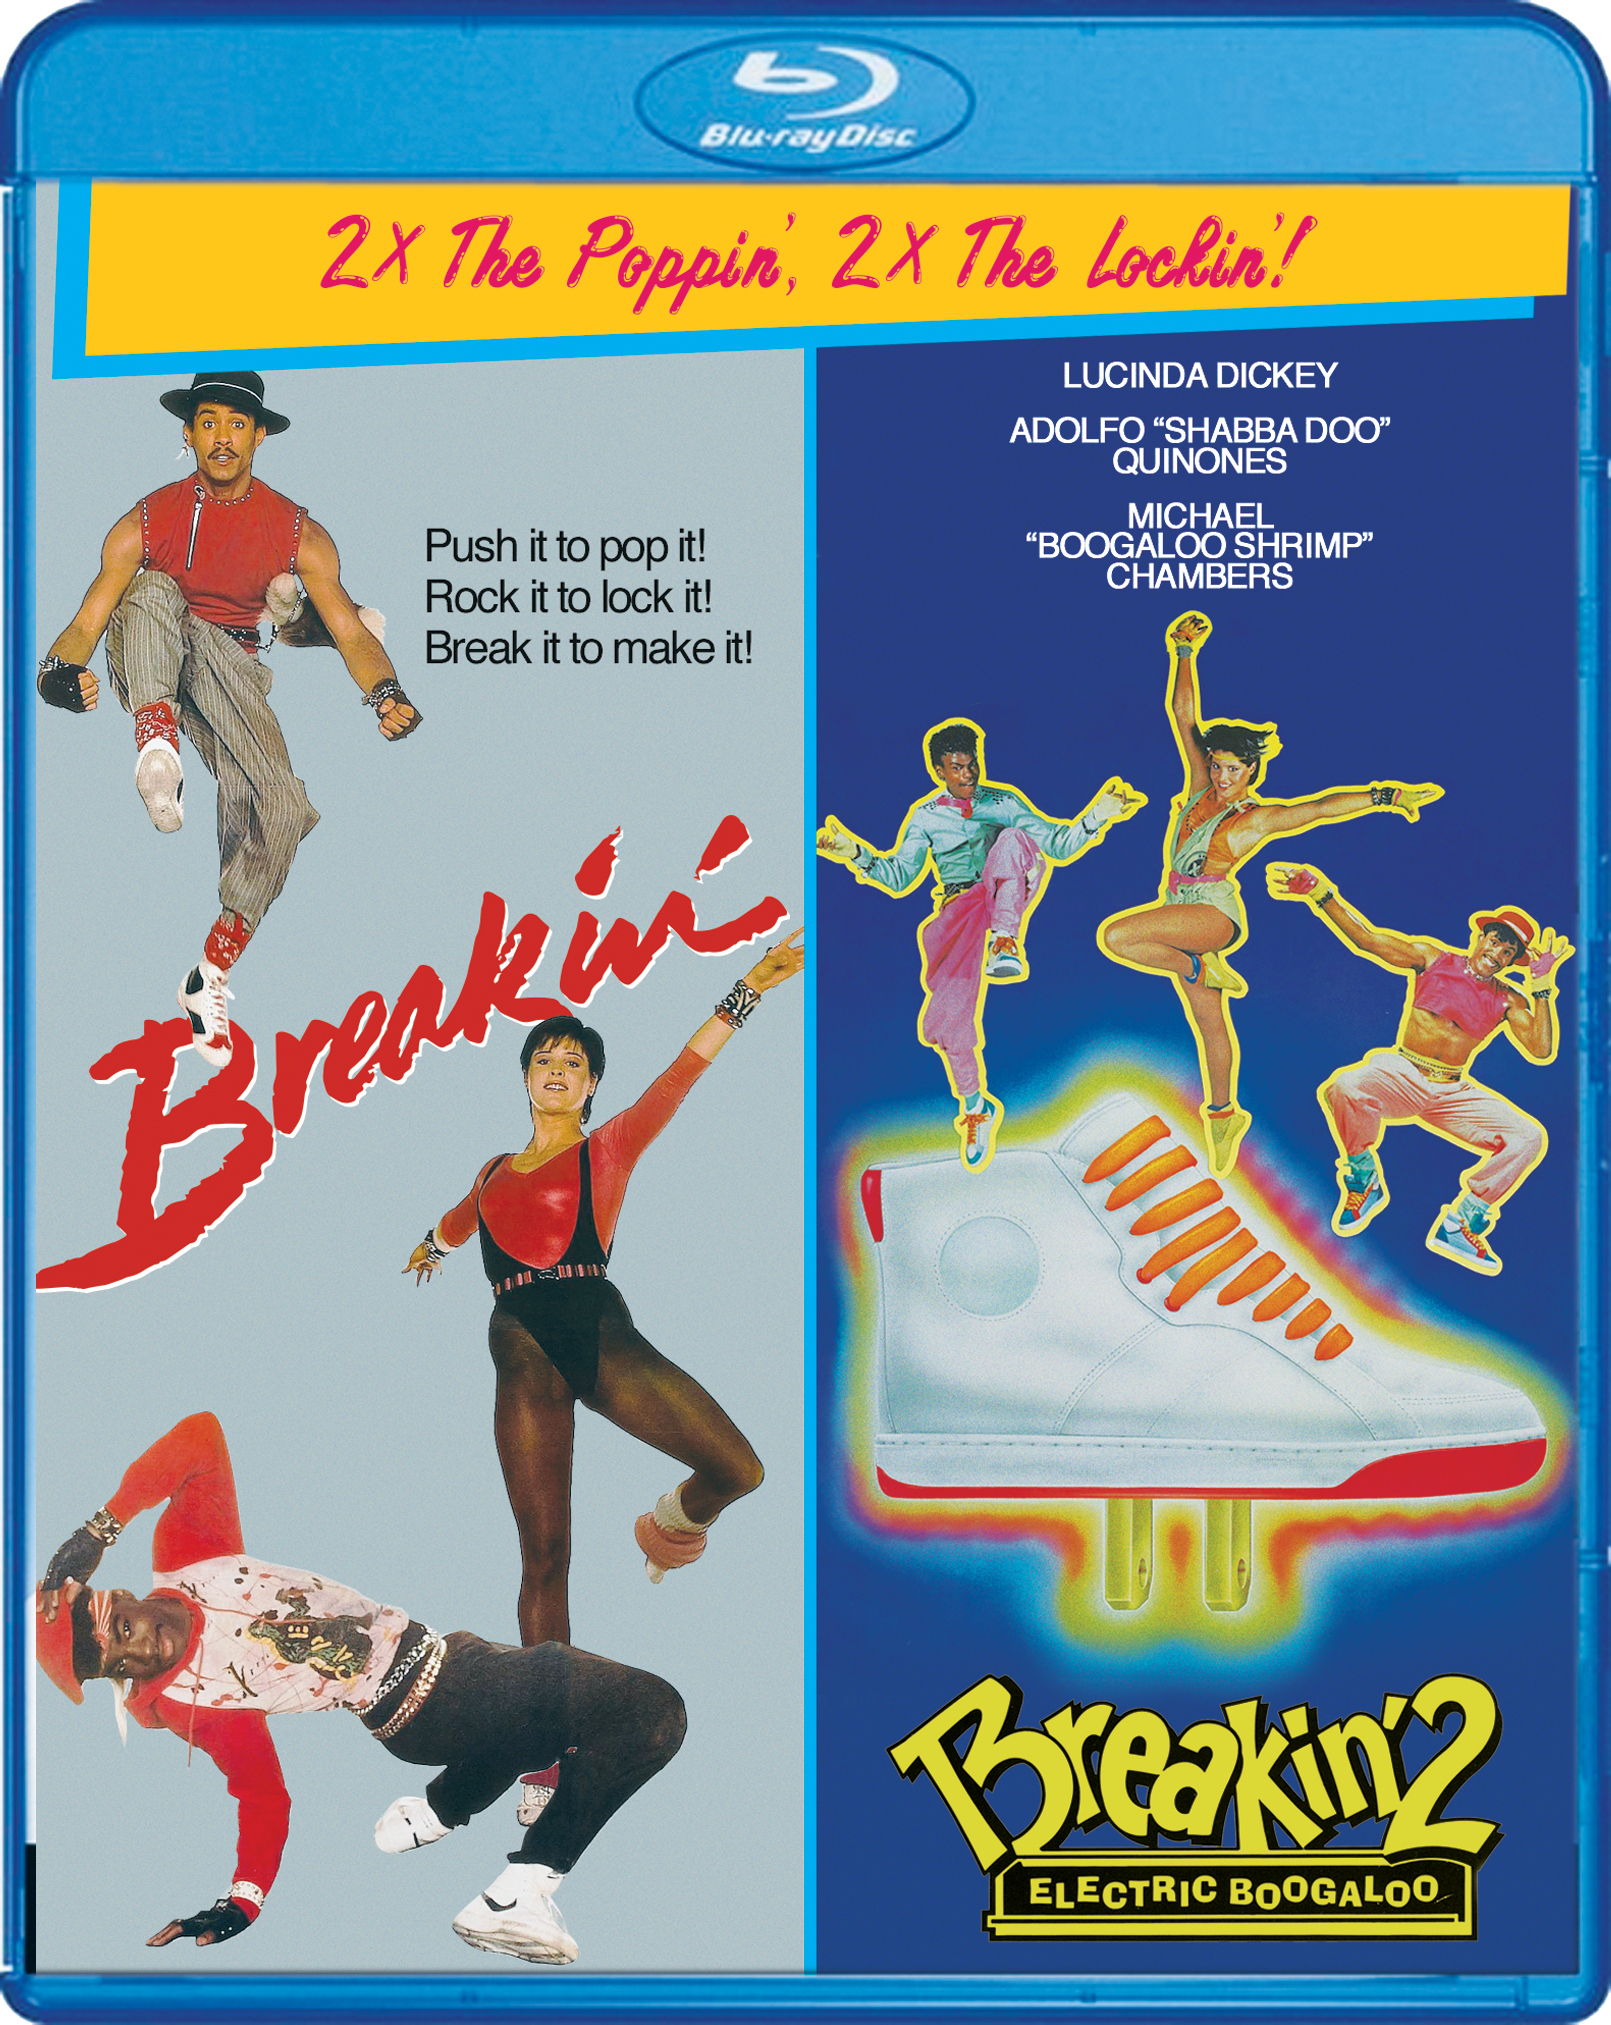 Blu-ray Disc
2X The Poppin', 2X The Lockin'!
Push it to pop it!
Rock it to lock it!
Break it to make it!
Breakin'
LUCINDA DICKEY
ADOLFO “SHABBA DOO”
QUINONES
MICHAEL
“BOOGALOO SHRIMP”
CHAMBERS
Breakin' 2
ELECTRIC BOOGALOO